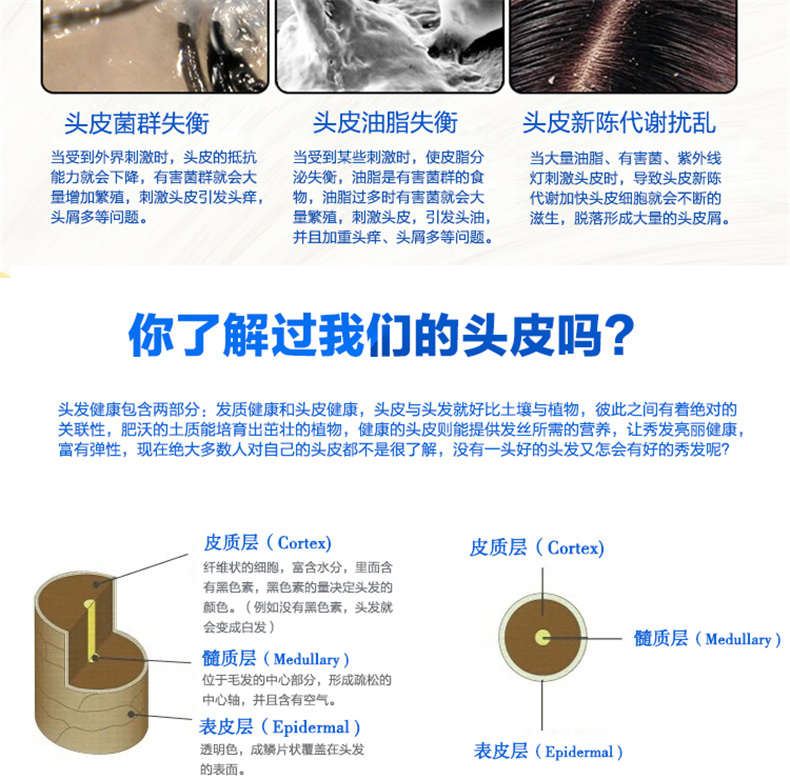 头皮菌群失衡
当受到外界刺激时，头皮的抵抗
能力就会下降，有害菌群就会大
量增加繁殖，刺激头皮引发头痒，
头屑多等问题。
头皮油脂失衡
当受到某些刺激时，使皮脂分
泌失衡，油脂是有害菌群的食
物，油脂过多时有害菌就会大
量繁殖，刺激头皮，引发头油，
并且加重头痒、头屑多等问题。
头皮新陈代谢扰乱
当大量油脂、有害菌、紫外线
灯刺激头皮时，导致头皮新陈
代谢加快头皮细胞就会不断的
滋生，脱落形成大量的头皮屑。
你了解过我们的头皮吗?
头发健康包含两部分：发质健康和头皮健康，头皮与头发就好比土壤与植物，彼此之间有着绝对的
关联性，肥沃的土质能培育出茁壮的植物，健康的头皮则能提供发丝所需的营养，让秀发亮丽健康，
富有弹性，现在绝大多数人对自己的头皮都不是很了解，没有一头好的头发又怎会有好的秀发呢?
皮质层（Cortex)
纤维状的细胞，富含水分，里面含
有黑色素，黑色素的量决定头发的
颜色。（例如没有黑色素，头发就
会变成白发）
髓质层（Medullary）
位于毛发的中心部分，形成疏松的
中心轴，并且含有空气。
表皮层（Epidermal）
透明色，成鳞片状覆盖在头发
的表面。
皮质层（Cortex)
髓质层（Medullary）
表皮层（Epidermal）